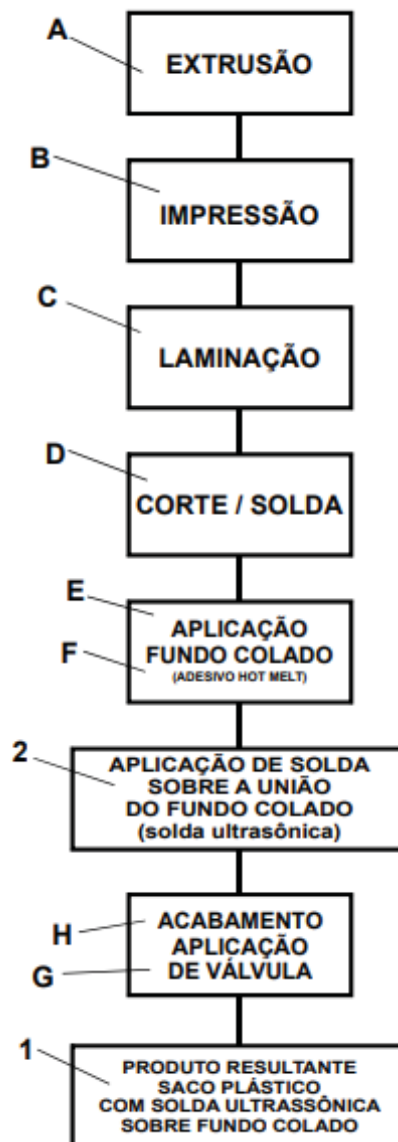 A
EXTRUSÃO
B
IMPRESSÃO
C
LAMINAÇÃO
D
CORTE / SOLDA
E
APLICAÇÃO
F
FUNDO COLADO
(ADESIVO HOT MELT)
2
APLICAÇÃO DE SOLDA
SOBRE A UNIÃO
DO FUNDO COLADO
(solda ultrasônica)
H
ACABAMENTO
APLICAÇÃO
G
DE VÁLVULA
1
PRODUTO RESULTANTE
SACO PLÁSTICO
COM SOLDA ULTRASSÔNICA
SOBRE FUNDO COLADO